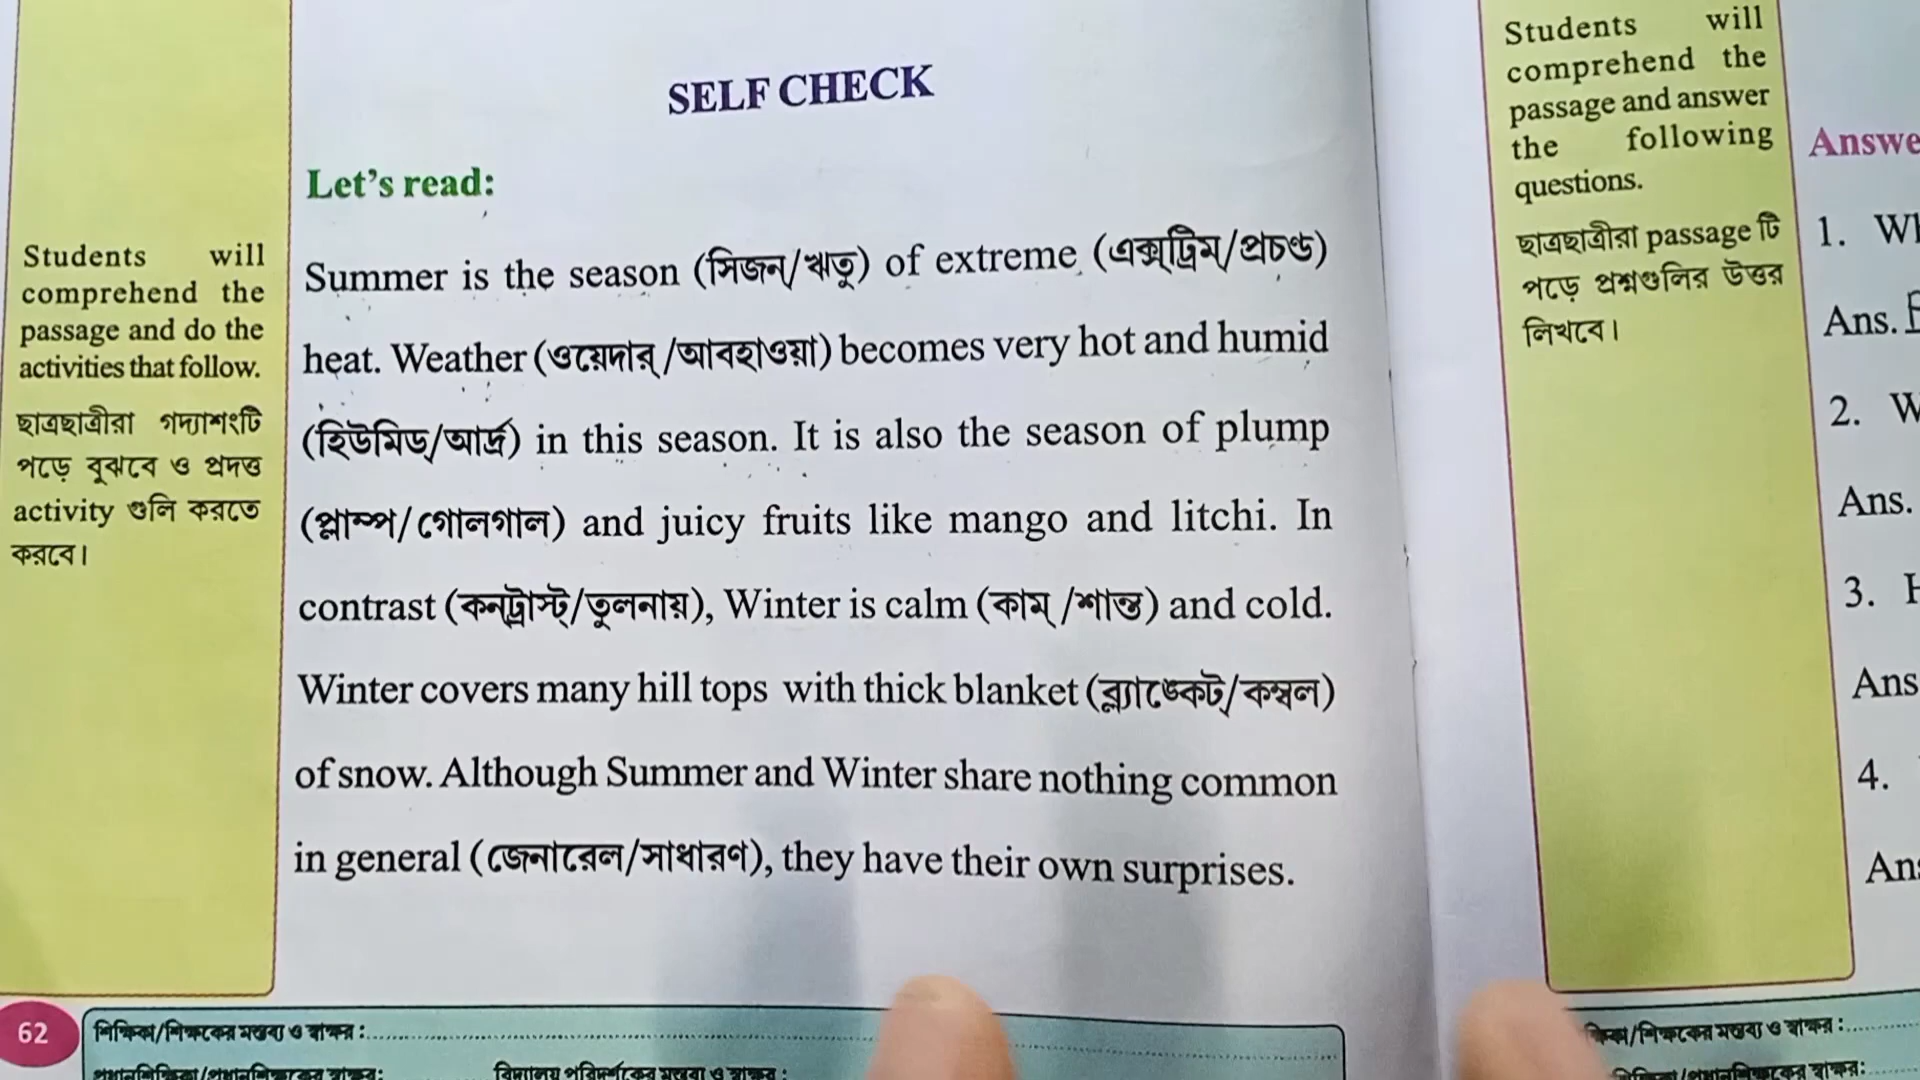 SELF CHECK
Let's read:
Students will
comprehend the
passage and do the
activities that follow.
ছাত্রছাত্রীরা গদ্যাশংটি
পড়ে বুঝবে ও প্রদত্ত
activity গুলি করতে
করবে।
Summer is the season (সিজন/ঋতু) of extreme (এক্সট্রিম্/প্রচণ্ড)
heat. Weather (ওয়েদার্ /আবহাওয়া) becomes very hot and humid
(হিউমিড্/আর্দ্র) in this season. It is also the season of plump
(প্লাম্প/গোলগাল) and juicy fruits like mango and litchi. In
contrast (কনট্রাস্ট্/তুলনায়), Winter is calm (কাম্ /শান্ত) and cold.
Winter covers many hill tops with thick blanket (ব্ল্যাঙ্কেট্/কম্বল)
of snow. Although Summer and Winter share nothing common
in general (জেনারেল/সাধারণ), they have their own surprises.
62
শিক্ষিকা/শিক্ষকের মন্তব্য ও স্বাক্ষর :
প্রধানশিক্ষিকা/প্রধানশিক্ষকের স্বাক্ষর: বিদ্যালয় পরিদর্শকের মন্তব্য ও স্বাক্ষর :
Students will
comprehend the
passage and answer
the following
questions.
ছাত্রছাত্রীরা passage টি
পড়ে প্রশ্নগুলির উত্তর
লিখবে।
Answe
1. Wh
Ans.
2. W
Ans.
3. H
Ans
4.
Ans
/শিক্ষকের মন্তব্য ও স্বাক্ষর :
/প্রধানশিক্ষকের স্বাক্ষর: